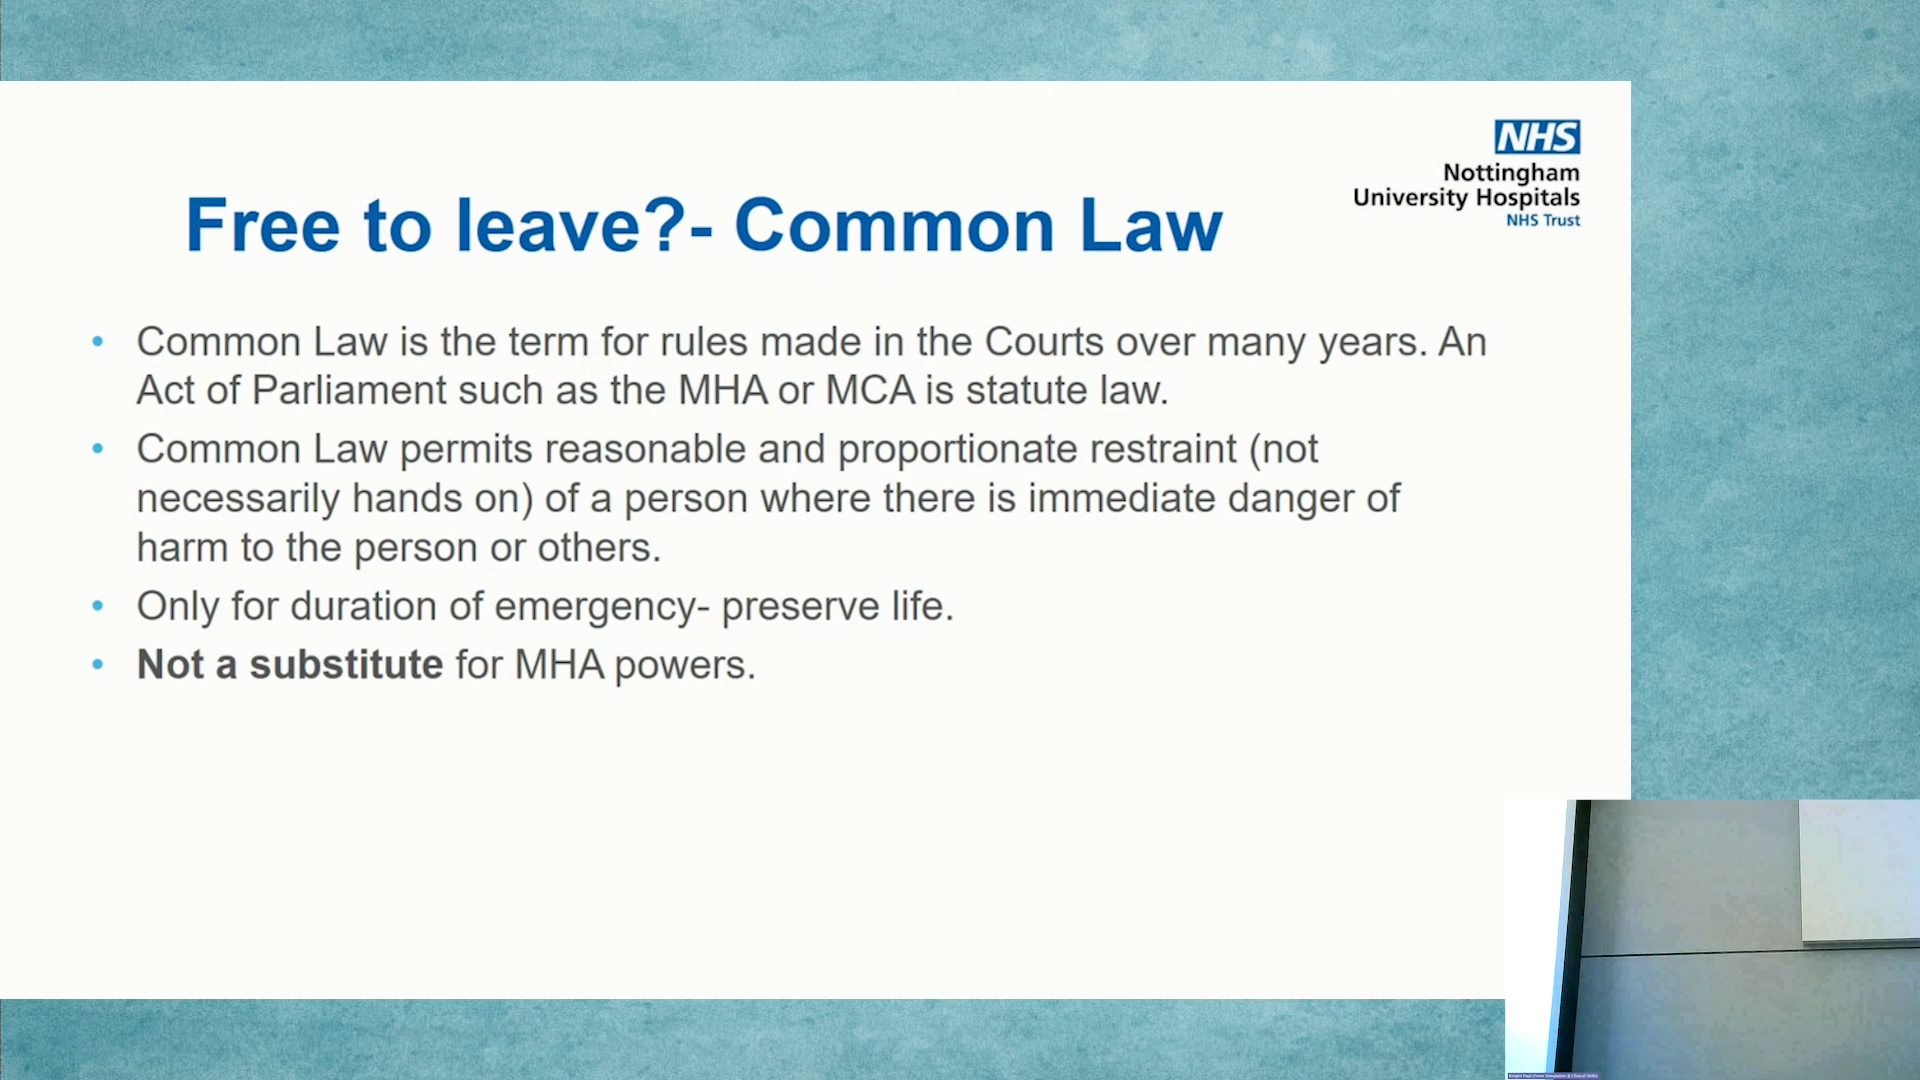 NHS
Nottingham
University Hospitals
NHS Trust
Free to leave?- Common Law
• Common Law is the term for rules made in the Courts over many years. An
Act of Parliament such as the MHA or MCA is statute law.
• Common Law permits reasonable and proportionate restraint (not
necessarily hands on) of a person where there is immediate danger of
harm to the person or others.
• Only for duration of emergency- preserve life.
• Not a substitute for MHA powers.